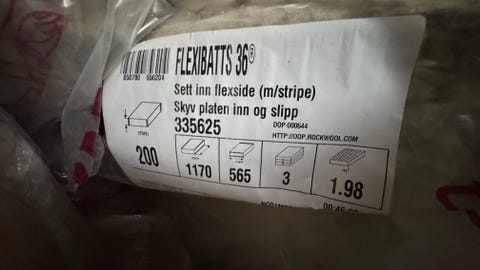 FLEXIBATTS 36®
Sett inn flexside (m/stripe)
Skyv platen inn og slipp
DOP-000644
335625
HTTP://DOP.ROCKWOOL.COM
200
1170
565
3
1.98